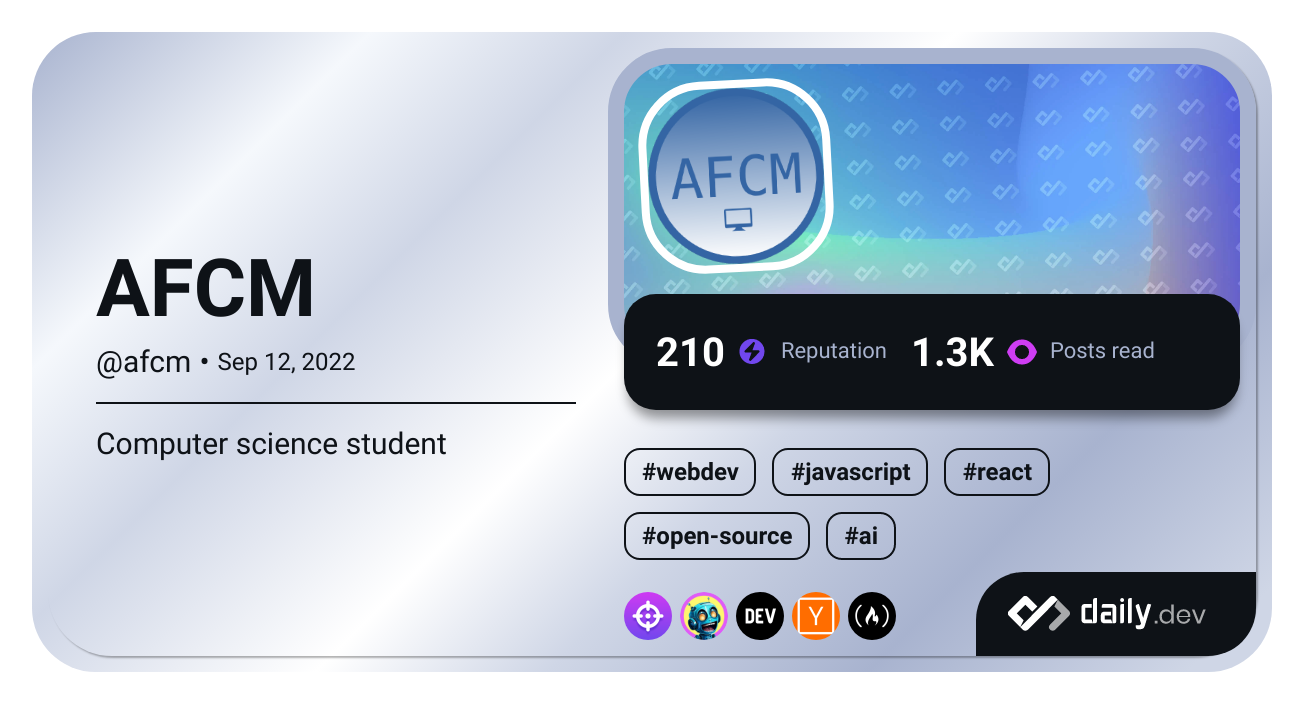 AFCM
@afcm • Sep 12, 2022
Computer science student
AFCM
210 Reputation 1.3K Posts read
#webdev #javascript #react
#open-source #ai
DEV Y
daily.dev